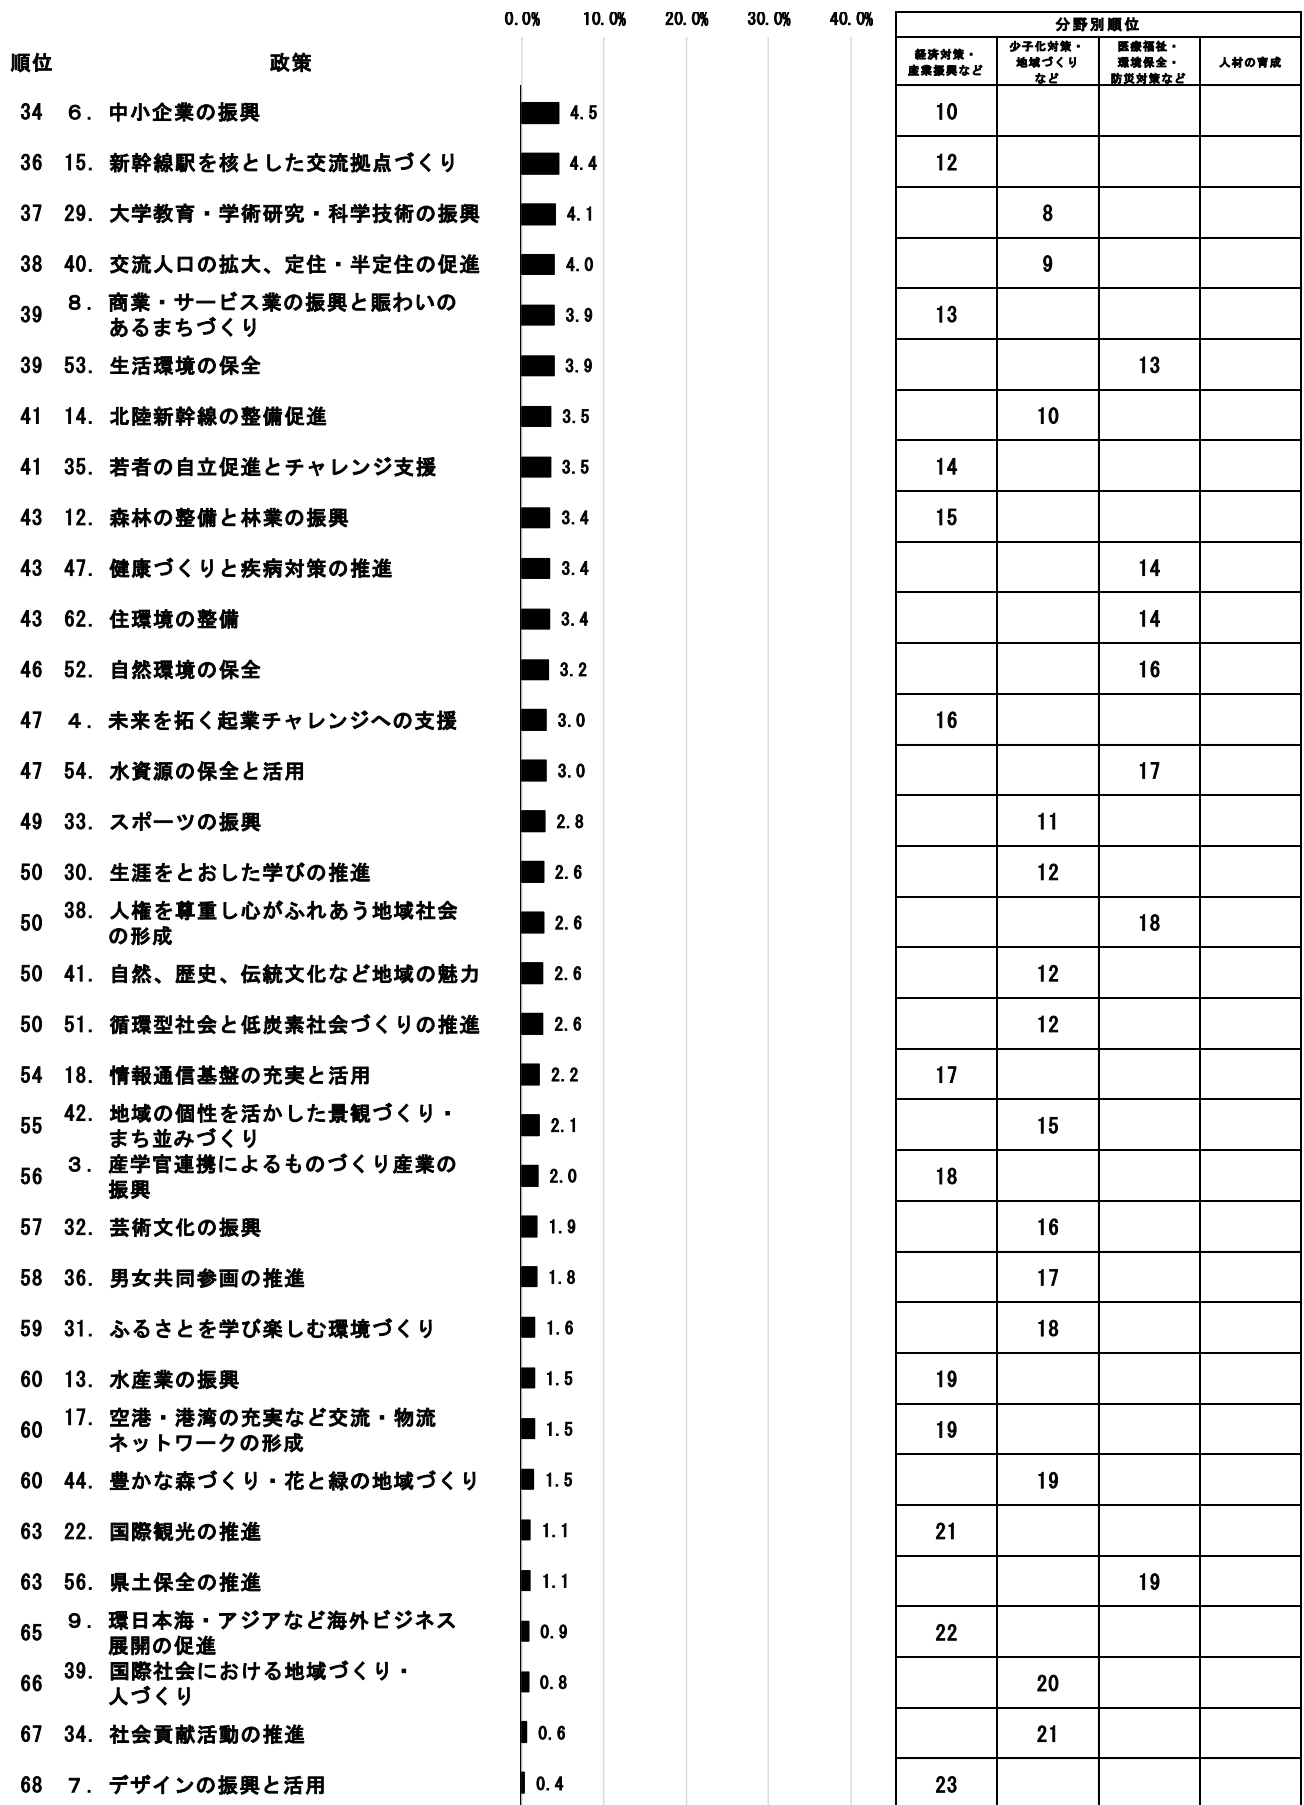 0.0% 10.0% 20.0% 30.0% 40.0%
分野別順位
順位 政策
経済対策・
産業振興など
少子化対策・
地域づくり
など
医療福祉・
環境保全・
防災対策など
人材の育成
34 6. 中小企業の振興 4.5 10
36 15. 新幹線駅を核とした交流拠点づくり 4.4 12
37 29. 大学教育・学術研究・科学技術の振興 4.1 8
38 40. 交流人口の拡大、定住・半定住の促進 4.0 9
39 8. 商業・サービス業の振興と賑わいの
あるまちづくり 3.9 13
39 53. 生活環境の保全 3.9 13
41 14. 北陸新幹線の整備促進 3.5 10
41 35. 若者の自立促進とチャレンジ支援 3.5 14
43 12. 森林の整備と林業の振興 3.4 15
43 47. 健康づくりと疾病対策の推進 3.4 14
43 62. 住環境の整備 3.4 14
46 52. 自然環境の保全 3.2 16
47 4. 未来を拓く起業チャレンジへの支援 3.0 16
47 54. 水資源の保全と活用 3.0 17
49 33. スポーツの振興 2.8 11
50 30. 生涯をとおした学びの推進 2.6 12
50 38. 人権を尊重し心がふれあう地域社会
の形成 2.6 18
50 41. 自然、歴史、伝統文化など地域の魅力 2.6 12
50 51. 循環型社会と低炭素社会づくりの推進 2.6 12
54 18. 情報通信基盤の充実と活用 2.2 17
55 42. 地域の個性を活かした景観づくり・
まち並みづくり 2.1 15
56 3. 産学官連携によるものづくり産業の
振興 2.0 18
57 32. 芸術文化の振興 1.9 16
58 36. 男女共同参画の推進 1.8 17
59 31. ふるさとを学び楽しむ環境づくり 1.6 18
60 13. 水産業の振興 1.5 19
60 17. 空港・港湾の充実など交流・物流
ネットワークの形成 1.5 19
60 44. 豊かな森づくり・花と緑の地域づくり 1.5 19
63 22. 国際観光の推進 1.1 21
63 56. 県土保全の推進 1.1 19
65 9. 環日本海・アジアなど海外ビジネス
展開の促進 0.9 22
66 39. 国際社会における地域づくり・
人づくり 0.8 20
67 34. 社会貢献活動の推進 0.6 21
68 7. デザインの振興と活用 0.4 23